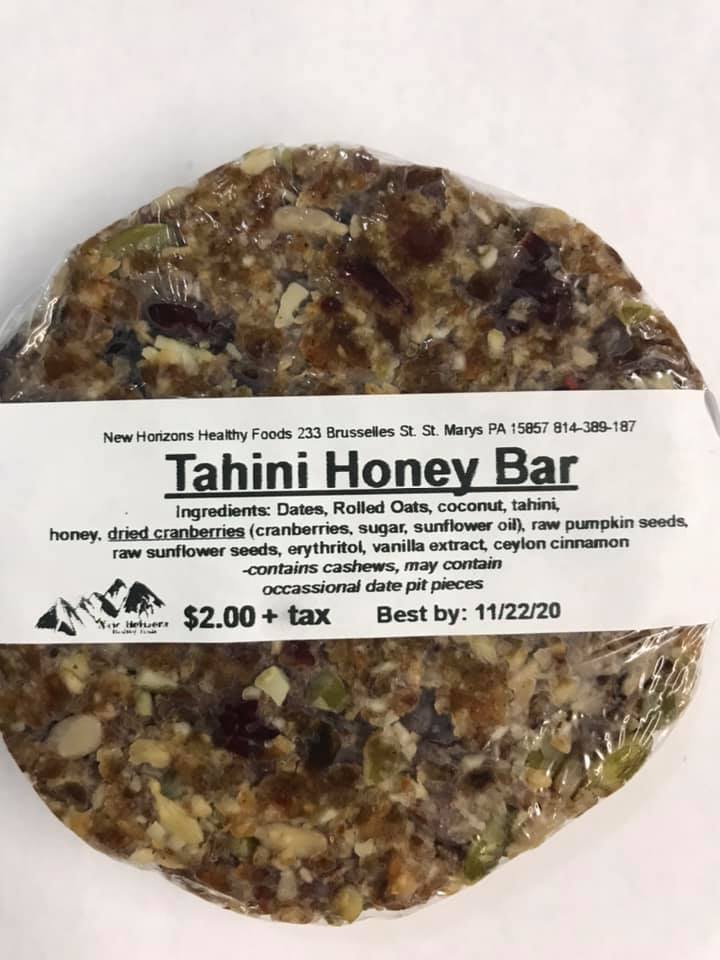 New Horizons Healthy Foods 233 Brusselles St. St. Marys PA 15857 814-389-187
Tahini Honey Bar
Ingredients: Dates, Rolled Oats, coconut, tahini,
honey, dried cranberries (cranberries, sugar, sunflower oil), raw pumpkin seeds,
raw sunflower seeds, erythritol, vanilla extract, ceylon cinnamon
-contains cashews, may contain
occassional date pit pieces
$2.00 + tax Best by: 11/22/20